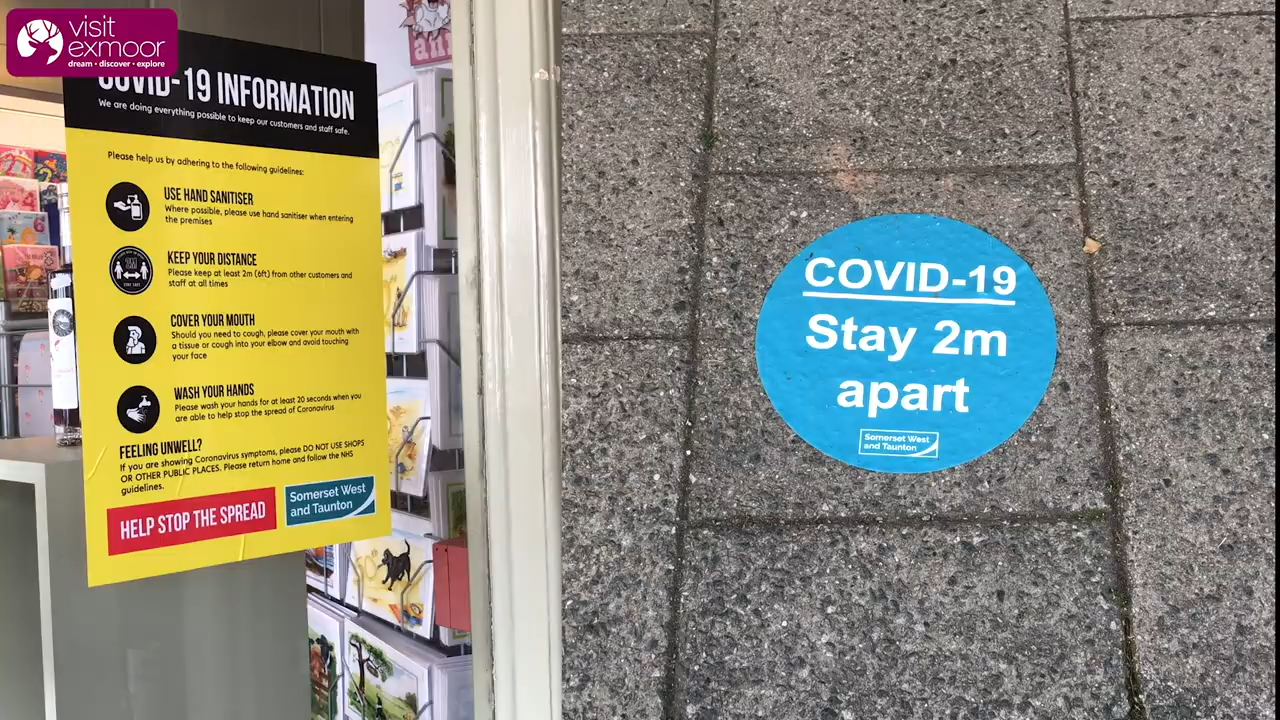 visit
exmoor
dream • discover • explore
COVID-19 INFORMATION
We are doing everything possible to keep our customers and staff safe.
Please help us by adhering to the following guidelines:
USE HAND SANITISER
Where possible, please use hand sanitiser when entering
the premises
KEEP YOUR DISTANCE
Please keep at least 2m (6ft) from other customers and
staff at all times
COVER YOUR MOUTH
Should you need to cough, please cover your mouth with
a tissue or cough into your elbow and avoid touching
your face
WASH YOUR HANDS
Please wash your hands for at least 20 seconds when you
are able to help stop the spread of Coronavirus
FEELING UNWELL?
If you are showing Coronavirus symptoms, please DO NOT USE SHOPS
OR OTHER PUBLIC PLACES. Please return home and follow the NHS
guidelines.
HELP STOP THE SPREAD
Somerset West
and Taunton
COVID-19
Stay 2m
apart
Somerset West
and Taunton